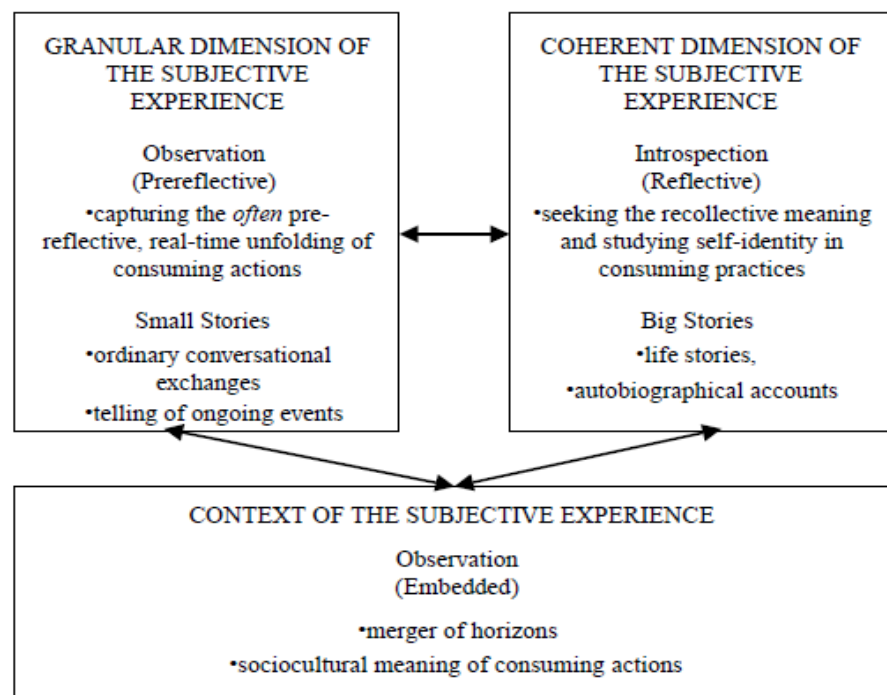 GRANULAR DIMENSION OF
THE SUBJECTIVE
EXPERIENCE
Observation
(Prereflective)
•capturing the often pre-
reflective, real-time unfolding of
consuming actions
Small Stories
•ordinary conversational
exchanges
•telling of ongoing events
COHERENT DIMENSION OF
THE SUBJECTIVE
EXPERIENCE
Introspection
(Reflective)
•seeking the recollective meaning
and studying self-identity in
consuming practices
Big Stories
•life stories,
•autobiographical accounts
CONTEXT OF THE SUBJECTIVE EXPERIENCE
Observation
(Embedded)
•merger of horizons
•sociocultural meaning of consuming actions